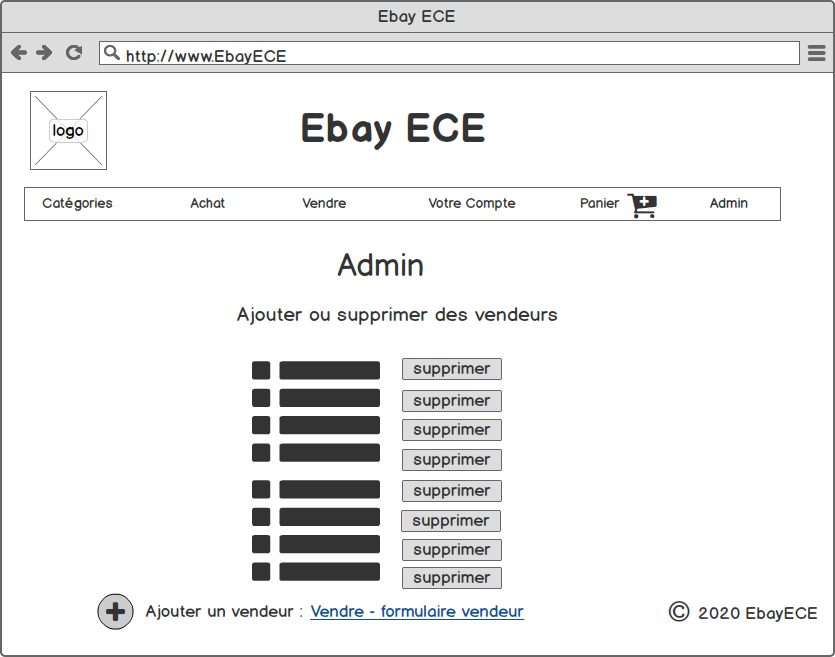 Ebay ECE
http://www.EbayECE
logo
Ebay ECE
Catégories Achat Vendre Votre Compte Panier Admin
Admin
Ajouter ou supprimer des vendeurs
supprimer
supprimer
supprimer
supprimer
supprimer
supprimer
supprimer
supprimer
Ajouter un vendeur : Vendre - formulaire vendeur
© 2020 EbayECE